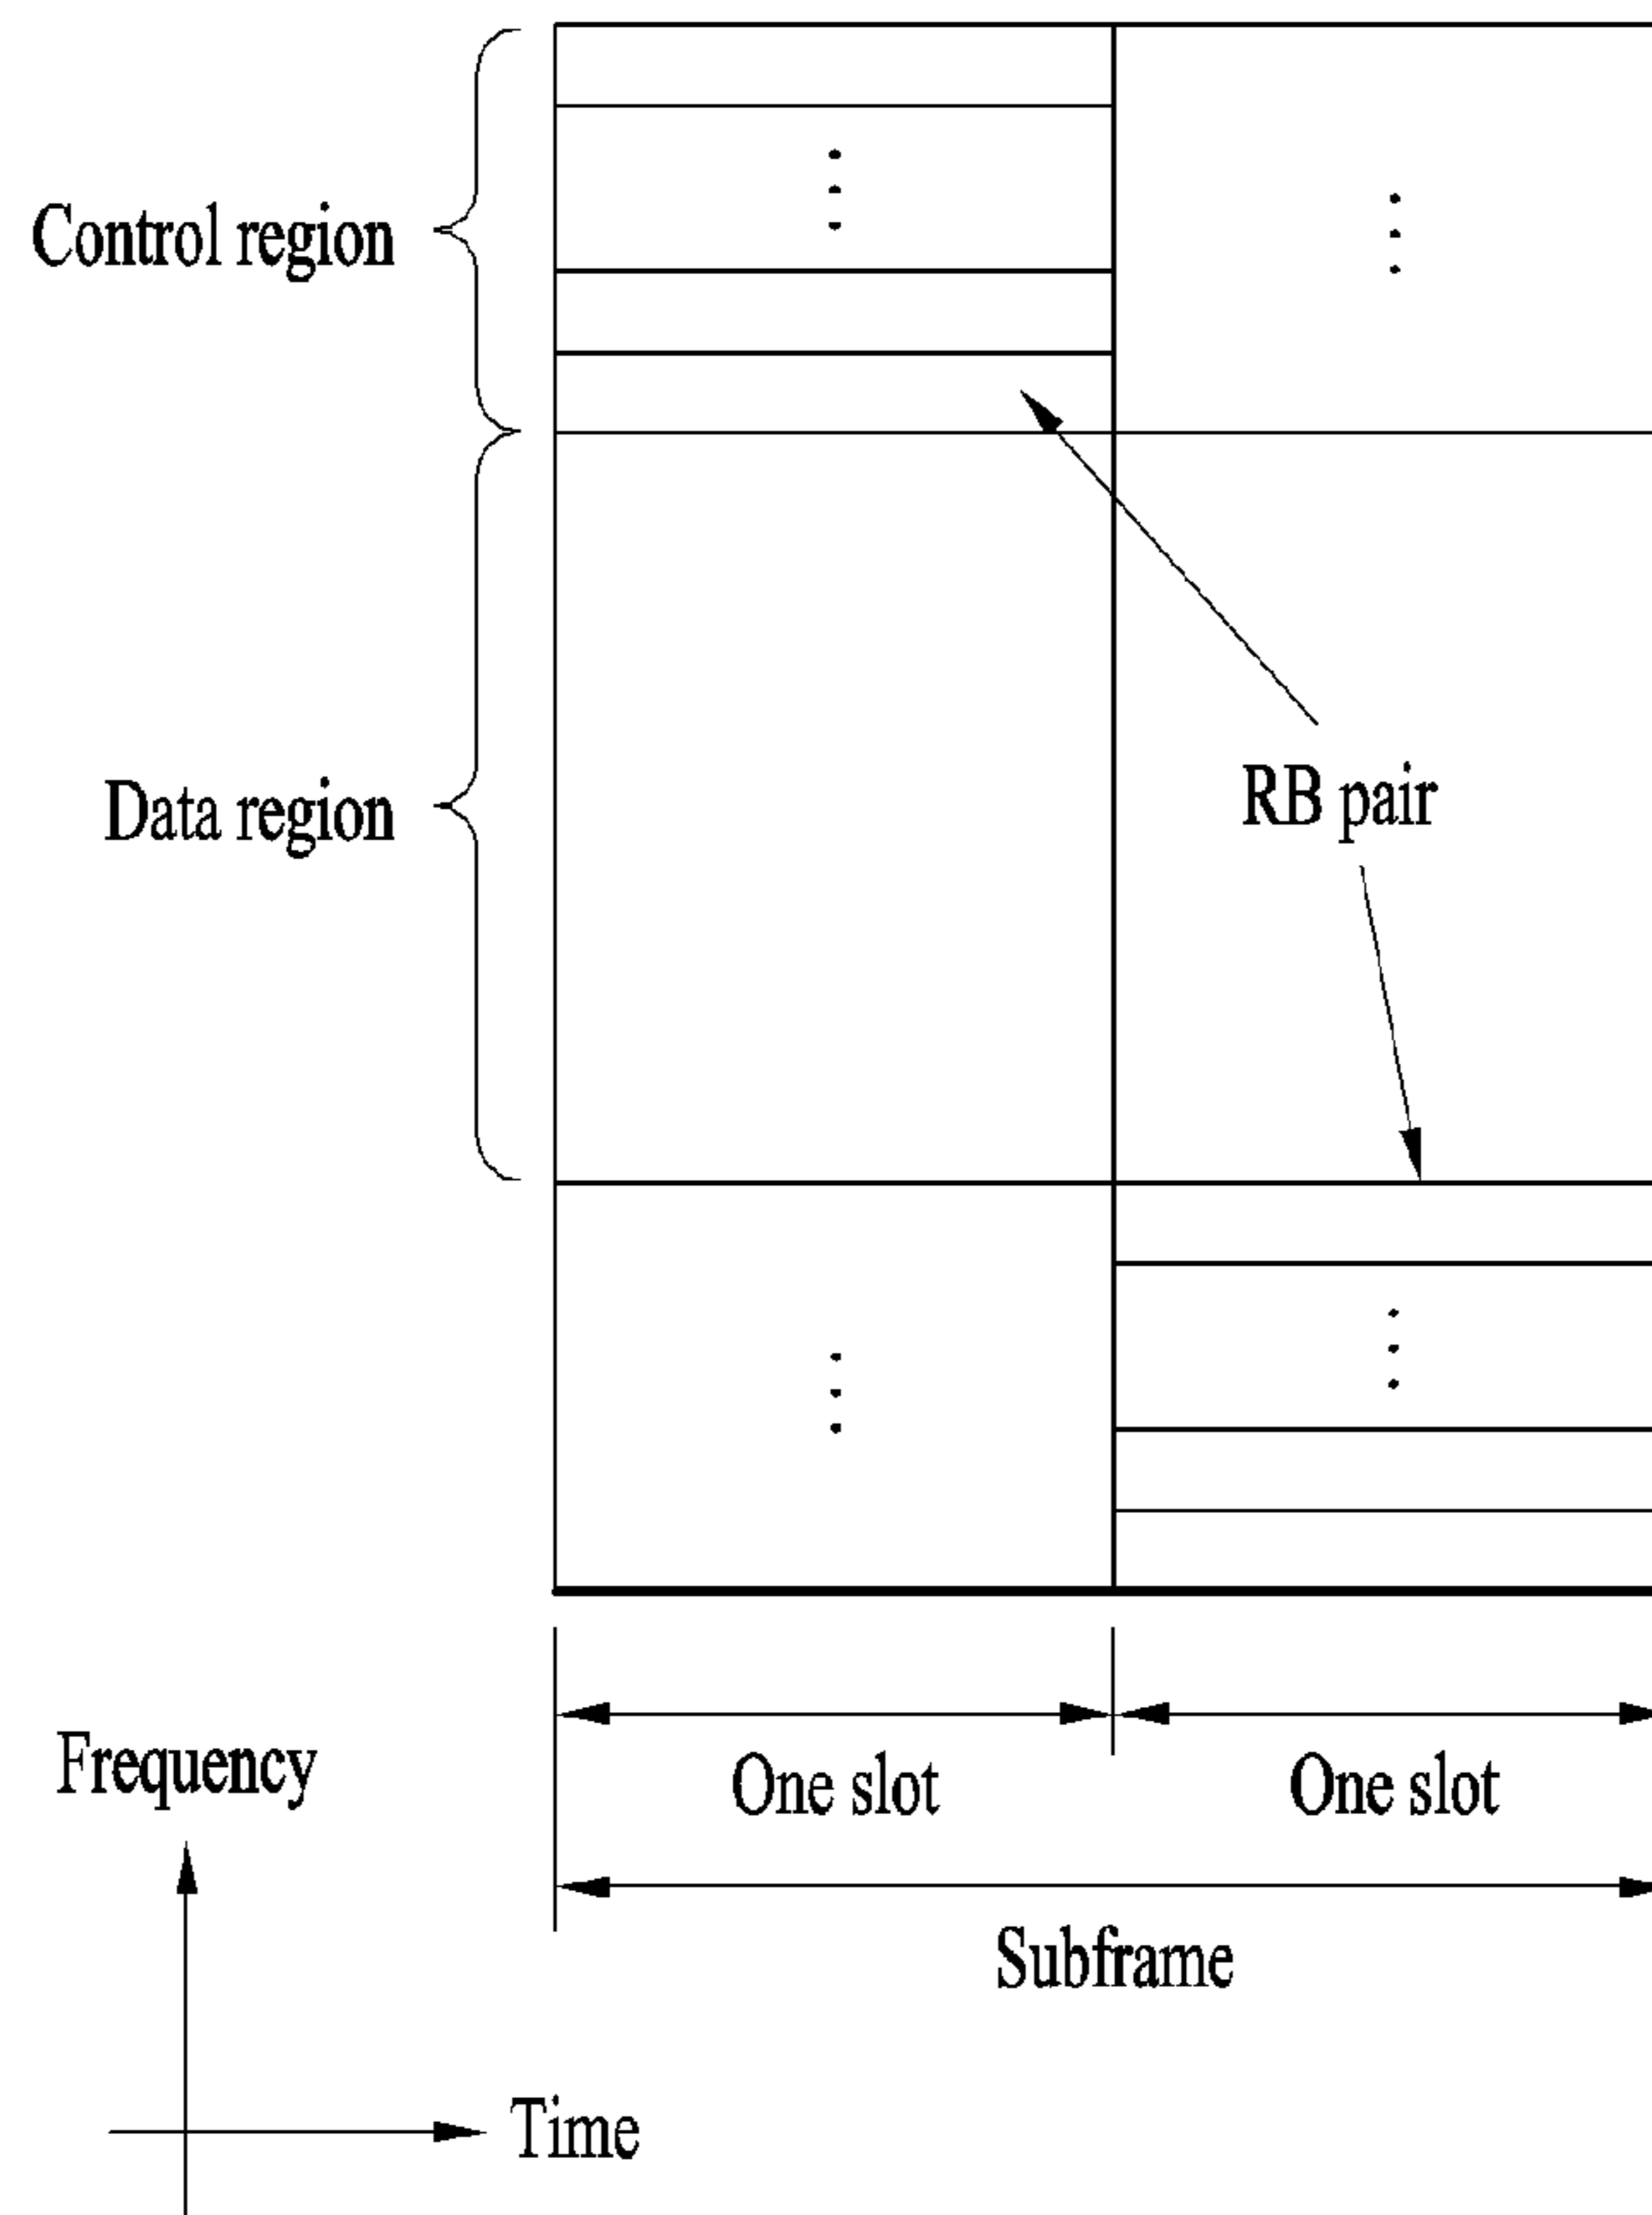 Control region
Data region
RB pair
One slot
One slot
Frequency
Subframe
Time